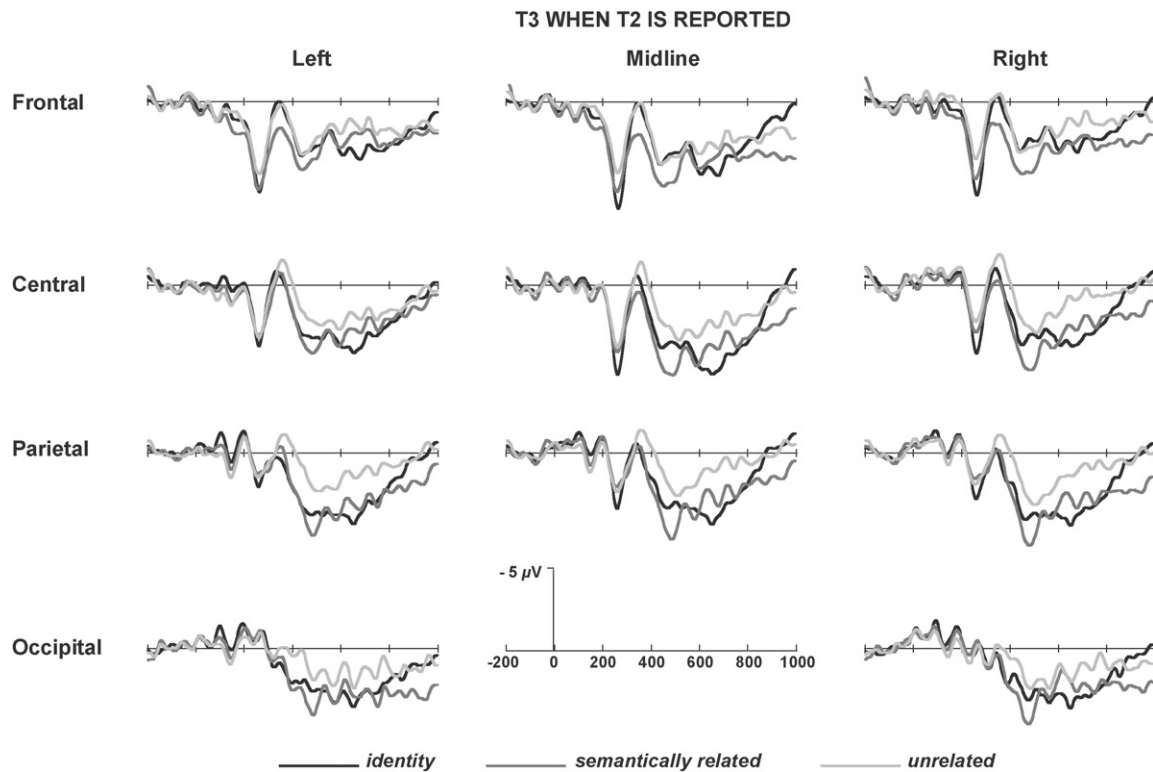 T3 WHEN T2 IS REPORTED
Left Midline Right
Frontal
Central
Parietal
- 5 µV
Occipital
-200 0 200 400 600 800 1000
identity semantically related unrelated